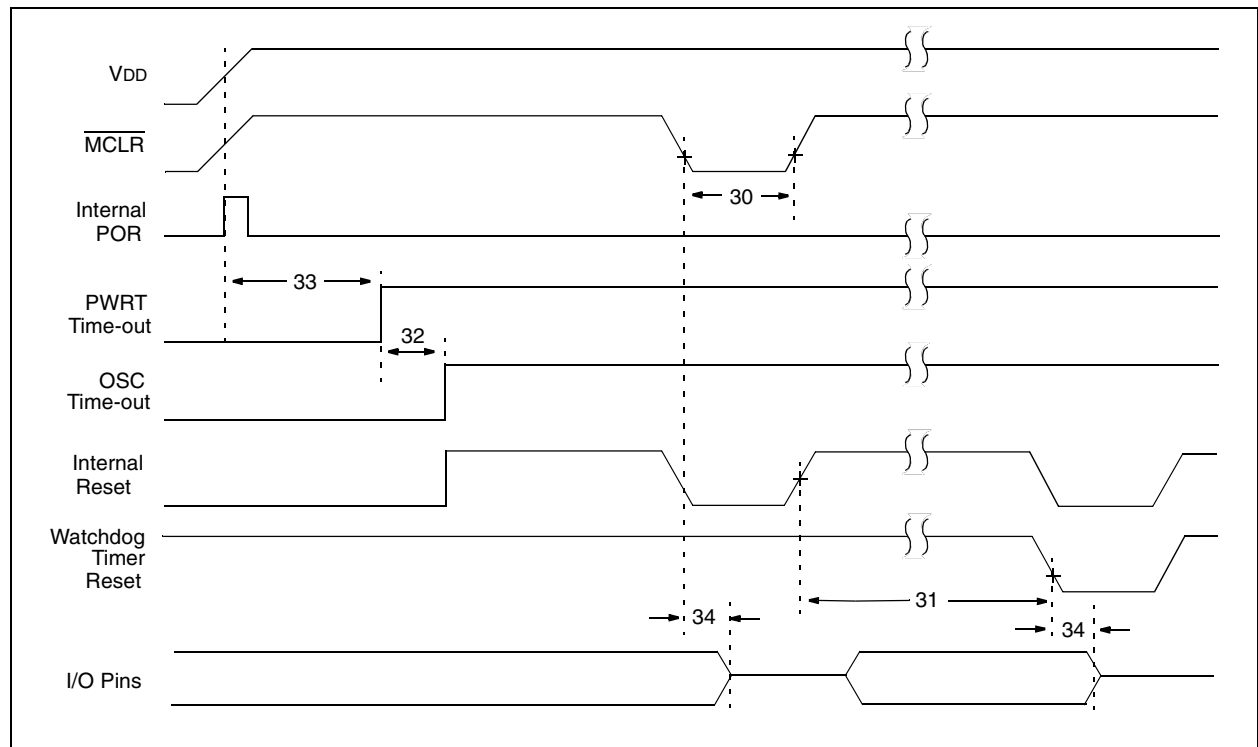 VDD
MCLR
30
Internal
POR
33
PWRT
Time-out
32
OSC
Time-out
Internal
Reset
Watchdog
Timer
Reset
31
34
34
I/O Pins